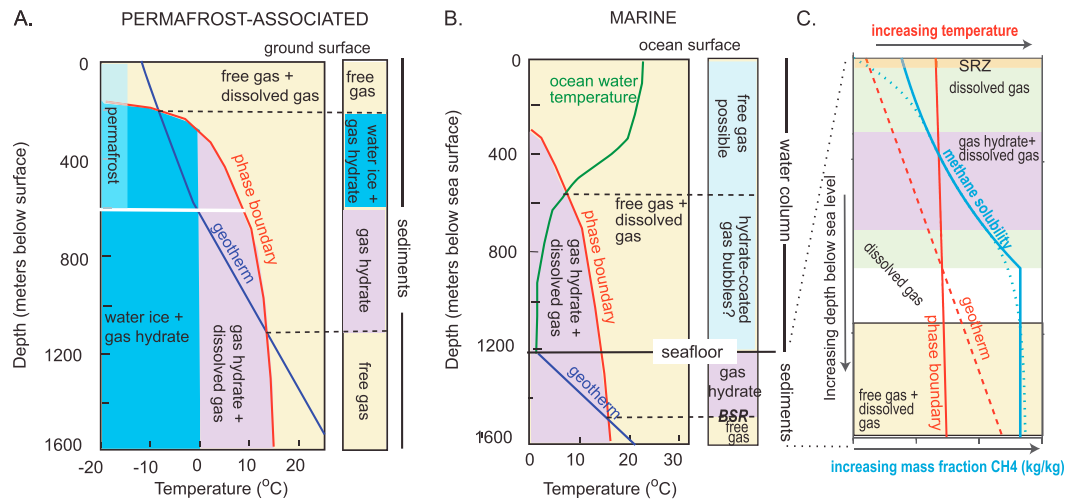 A.
PERMAFROST-ASSOCIATED
ground surface
Depth (meters below sea surface)
0
400
600
800
1200
1600
-20
-10
0
10
20
Temperature (°C)
permafrost
free gas +
dissolved gas
phase boundary
geotherm
water ice +
gas hydrate
gas hydrate +
dissolved gas
free
gas
water ice +
gas hydrate
gas hydrate
free gas
sediments
B.
MARINE
ocean surface
Depth (meters below sea surface)
0
400
600
800
1200
1600
0
10
20
30
Temperature (°C)
ocean water
temperature
free gas +
dissolved
gas
phase boundary
gas hydrate +
dissolved gas
geotherm
seafloor
free gas
possible
hydrate-coated
gas bubbles?
gas
hydrate
BSR
free
gas
water column
sediments
C.
increasing temperature
Increasing depth below sea level
SRZ
dissolved gas
gas hydrate+
dissolved gas
methane solubility
dissolved gas
geotherm
phase boundary
free gas +
dissolved
gas
increasing mass fraction CH4 (kg/kg)